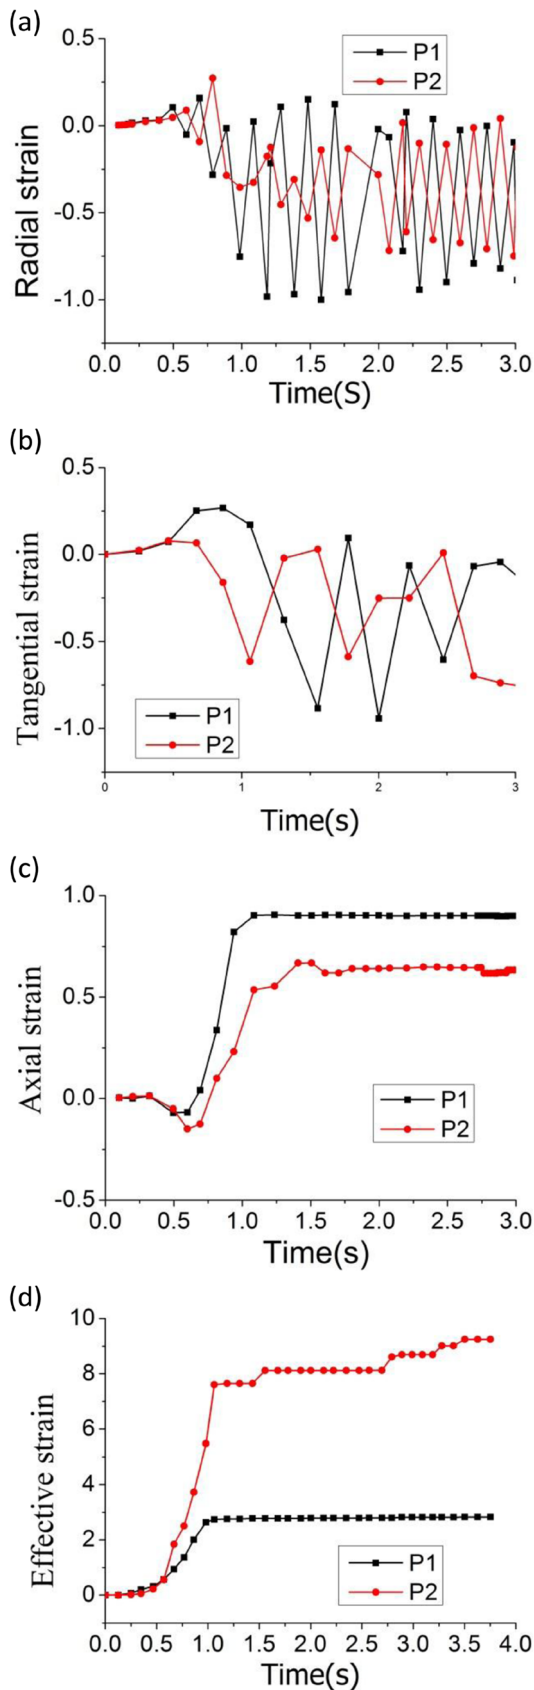 (a)
0.5
0.0
-0.5
-1.0
Radial strain
P1
P2
0.0 0.5 1.0 1.5 2.0 2.5 3.0
Time(S)
(b)
0.5
0.0
-0.5
-1.0
Tangential strain
P1
P2
0 1 2 3
Time(s)
(c)
1.0
0.5
0.0
-0.5
Axial strain
P1
P2
0.0 0.5 1.0 1.5 2.0 2.5 3.0
Time(s)
(d)
10
8
6
4
2
0
Effective strain
P1
P2
0.0 0.5 1.0 1.5 2.0 2.5 3.0 3.5 4.0
Time(s)